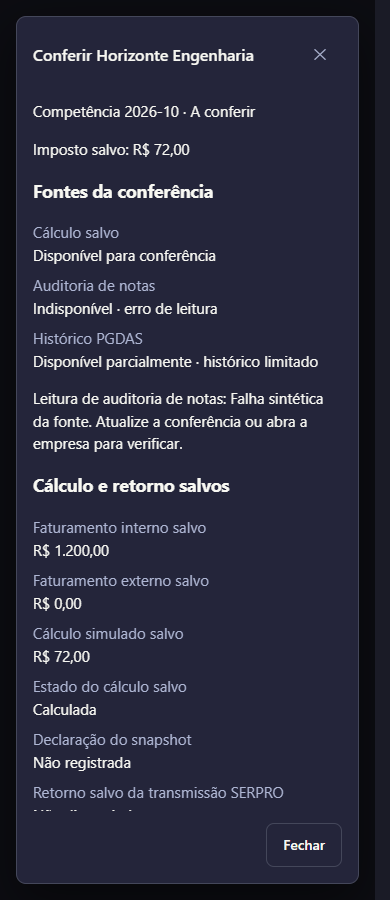 Conferir Horizonte Engenharia
Competência 2026-10 · A conferir
Imposto salvo: R$ 72,00
Fontes da conferência
Cálculo salvo
Disponível para conferência
Auditoria de notas
Indisponível · erro de leitura
Histórico PGDAS
Disponível parcialmente · histórico limitado
Leitura de auditoria de notas: Falha sintética
da fonte. Atualize a conferência ou abra a
empresa para verificar.
Cálculo e retorno salvos
Faturamento interno salvo
R$ 1.200,00
Faturamento externo salvo
R$ 0,00
Cálculo simulado salvo
R$ 72,00
Estado do cálculo salvo
Calculada
Declaração do snapshot
Não registrada
Retorno salvo da transmissão SERPRO
Fechar